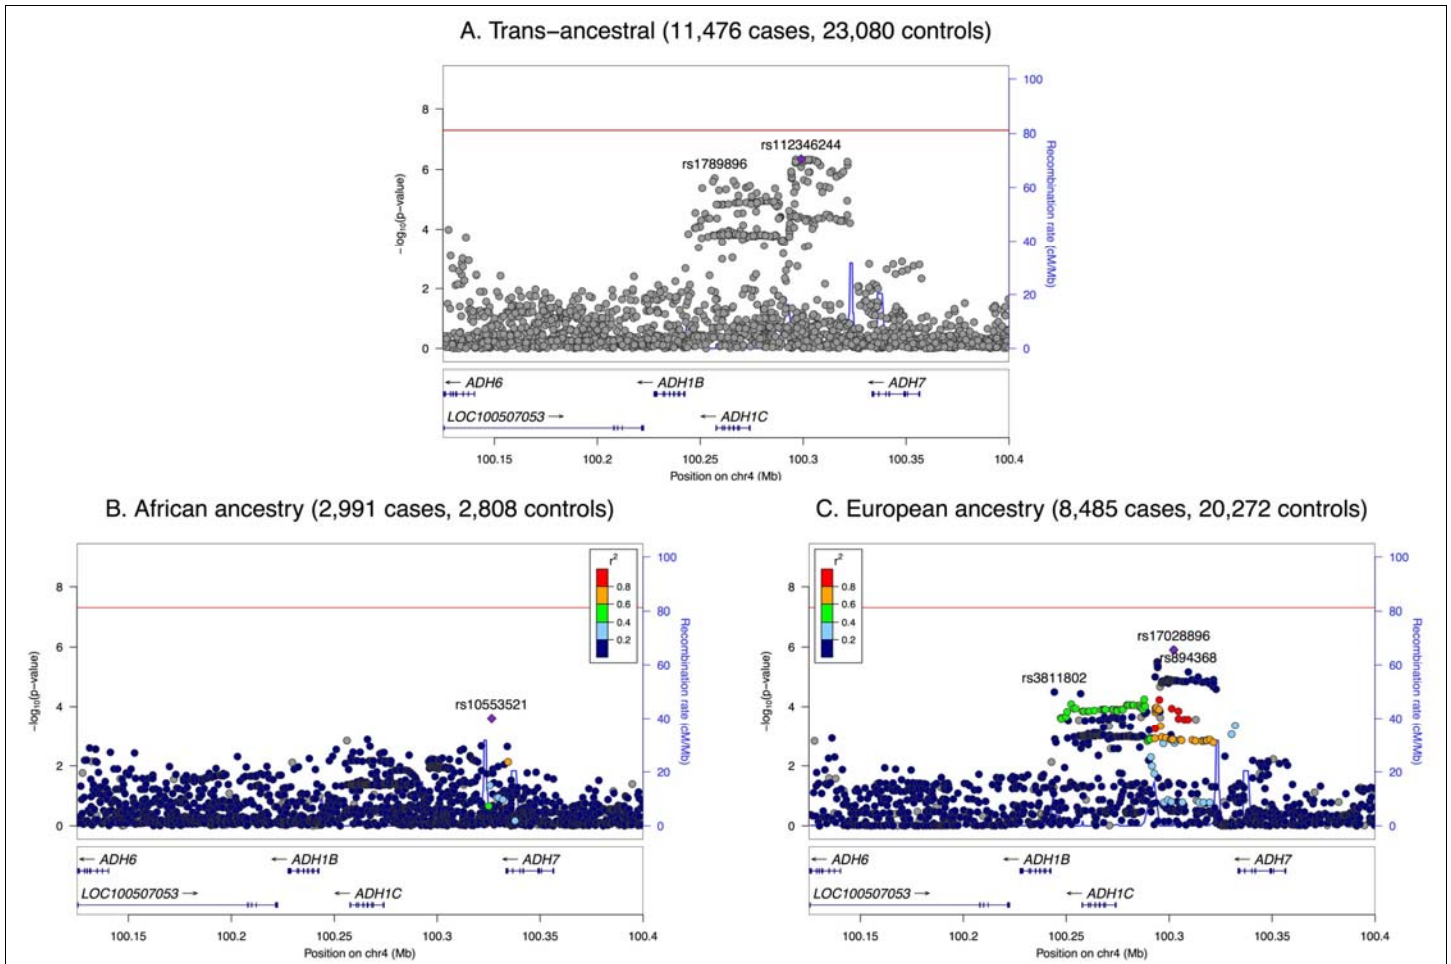 A. Trans−ancestral (11,476 cases, 23,080 controls)
100
8
80
rs112346244
rs1789896
6
60
−log10(p−value)
Recombination rate (cM/Mb)
4
40
2
20
0
0
ADH6
ADH1B
ADH7
LOC100507053
ADH1C
100.15
100.2
100.25
100.3
100.35
100.4
Position on chr4 (Mb)
B. African ancestry (2,991 cases, 2,808 controls)
r2
0.8
0.6
0.4
0.2
100
8
80
6
60
−log10(p−value)
Recombination rate (cM/Mb)
rs10553521
4
40
2
20
0
0
ADH6
ADH1B
ADH7
LOC100507053
ADH1C
100.15
100.2
100.25
100.3
100.35
100.4
Position on chr4 (Mb)
C. European ancestry (8,485 cases, 20,272 controls)
r2
0.8
0.6
0.4
0.2
100
8
80
rs17028896
6
60
rs894368
rs3811802
−log10(p−value)
Recombination rate (cM/Mb)
4
40
2
20
0
0
ADH6
ADH1B
ADH7
LOC100507053
ADH1C
100.15
100.2
100.25
100.3
100.35
100.4
Position on chr4 (Mb)